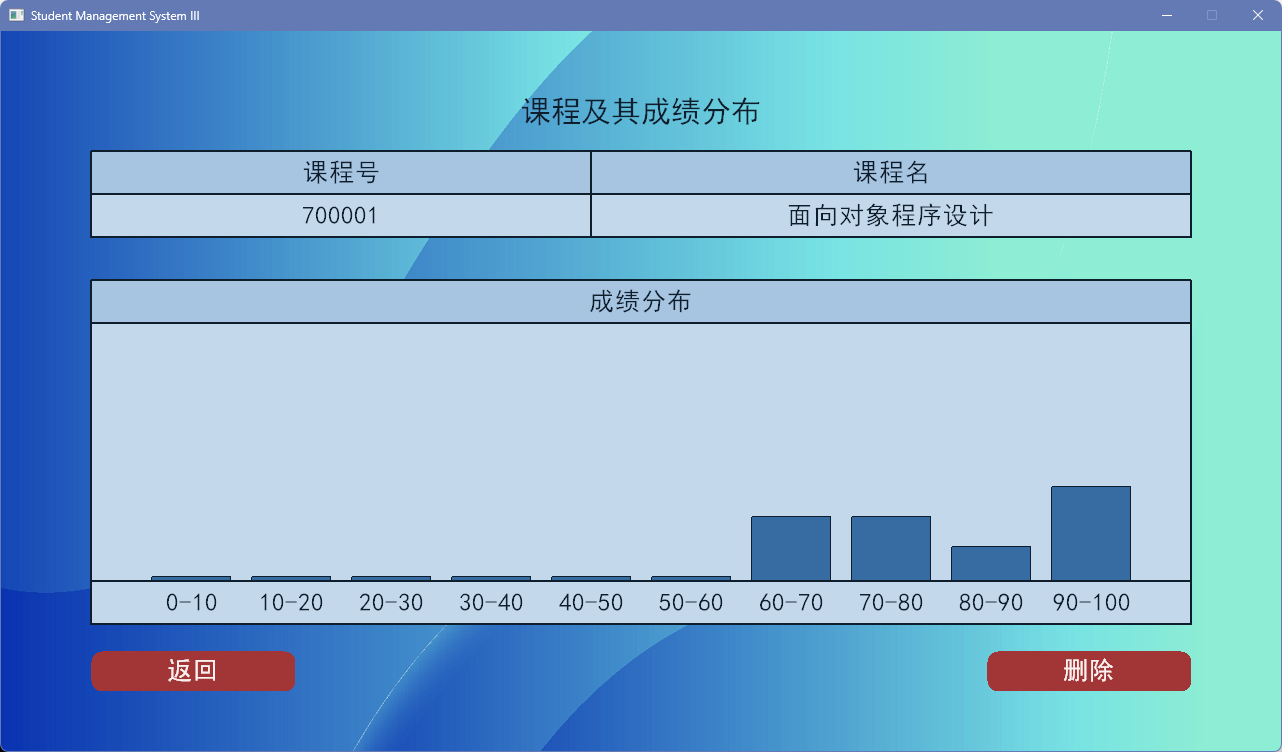 Student Management System III
课程及其成绩分布
课程号 课程名
700001 面向对象程序设计
成绩分布
0-10 10-20 20-30 30-40 40-50 50-60 60-70 70-80 80-90 90-100
返回 删除